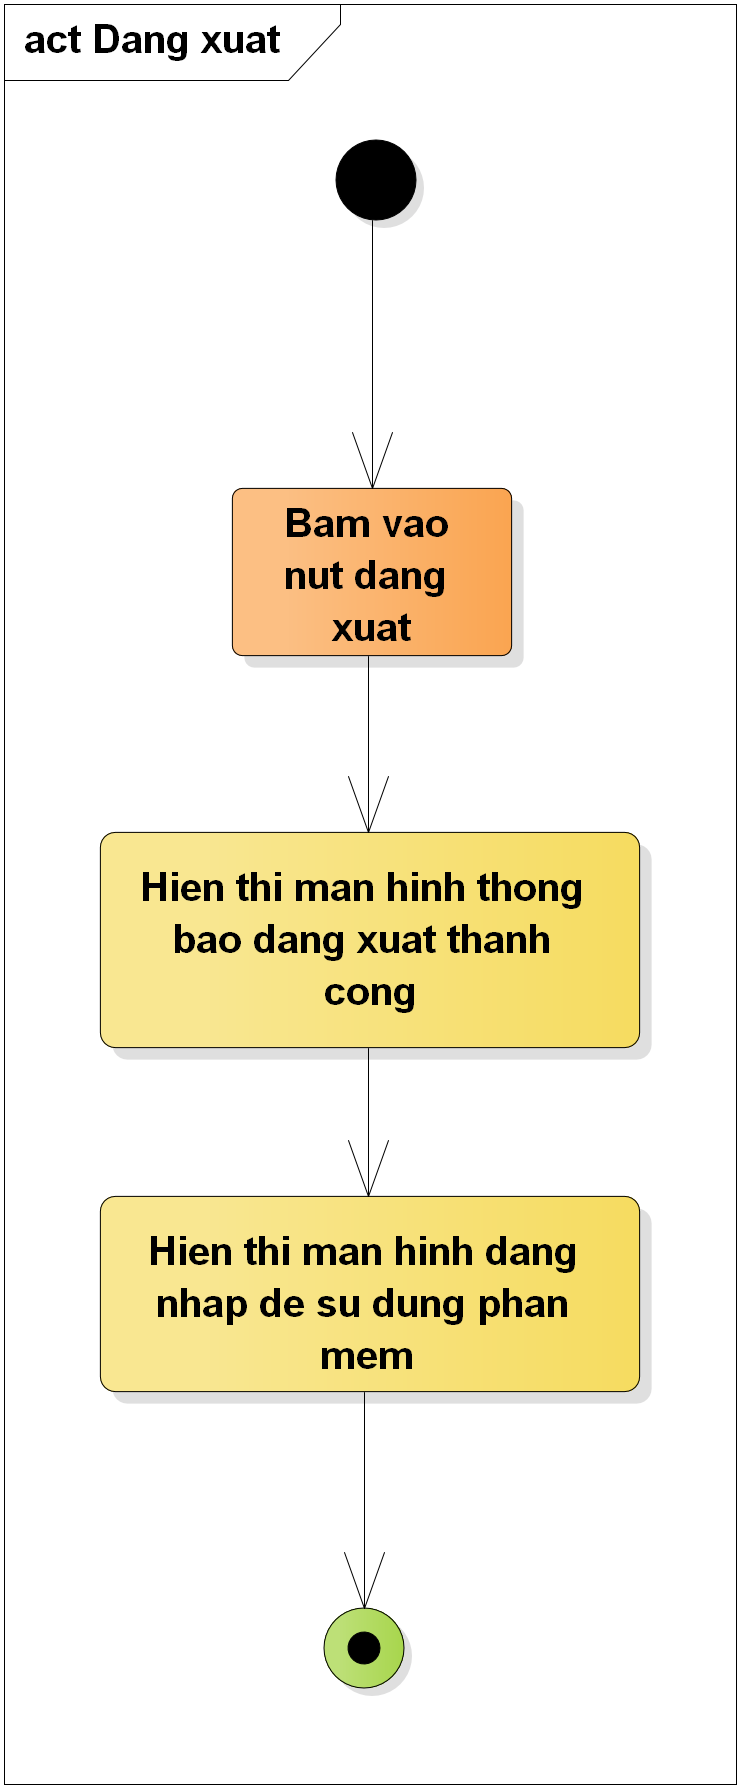 act Dang xuat
Bam vao
nut dang
xuat
Hien thi man hinh thong
bao dang xuat thanh
cong
Hien thi man hinh dang
nhap de su dung phan
mem